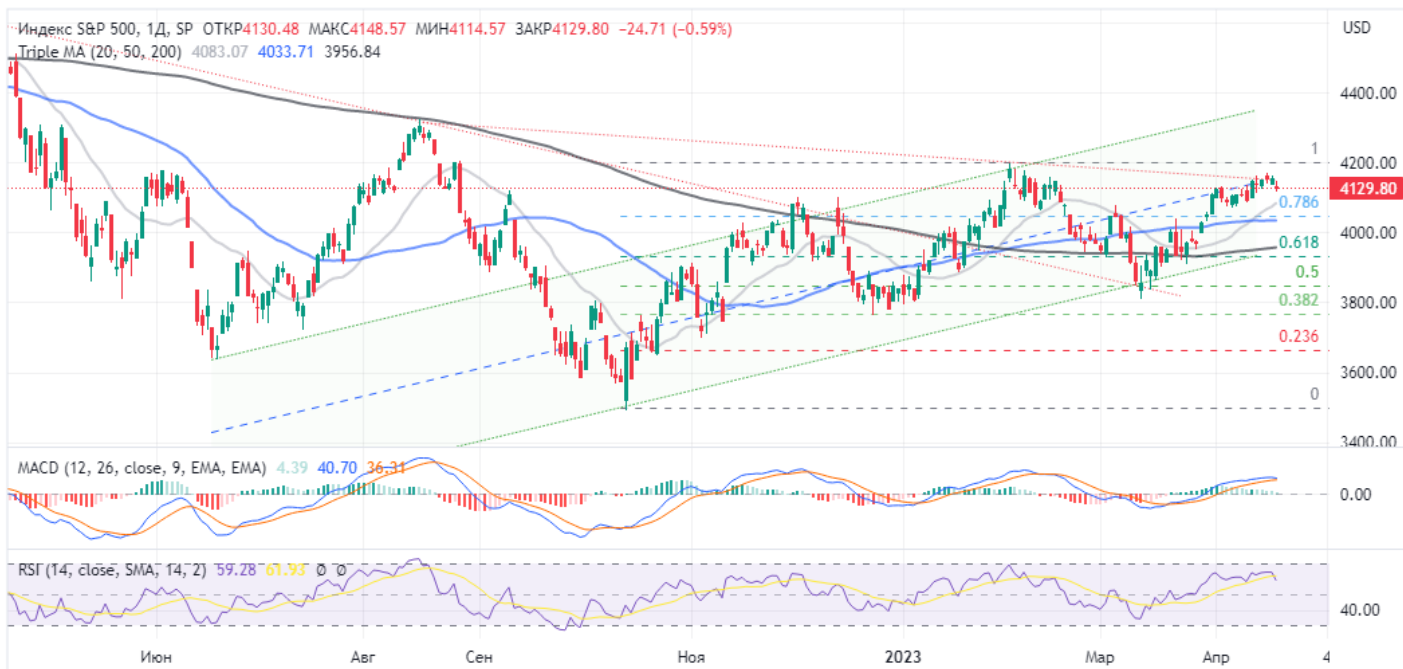 Индекс S&P 500, 1Д, SP ОТКР4130.48 МАКС4148.57 МИН4114.57 ЗАКР4129.80 −24.71 (−0.59%)
USD
Triple MA (20, 50, 200) 4083.07 4033.71 3956.84
4400.00
4200.00
4129.80
4000.00
3800.00
3600.00
3400.00
1
0.786
0.618
0.5
0.382
0.236
0
MACD (12, 26, close, 9, EMA, EMA) 4.39 40.70 36.31
0.00
RSI (14, close, SMA, 14, 2) 59.28 61.93 Ø Ø
40.00
Июн Авг Сен Ноя 2023 Мар Апр 4